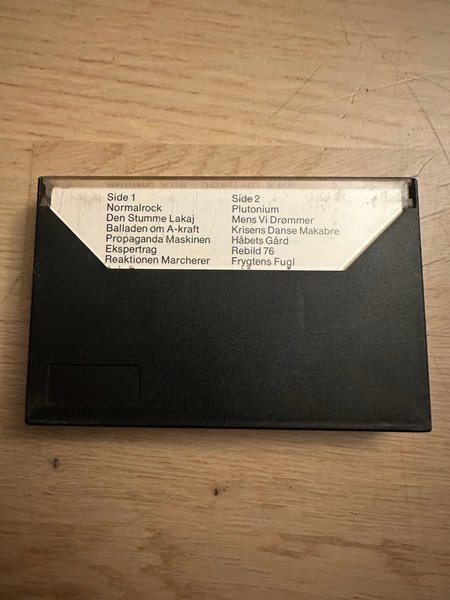 Side 1
Normalrock
Den Stumme Lakaj
Balladen om A-kraft
Propaganda Maskinen
Ekspertrag
Reaktionen Marcherer
Side 2
Plutonium
Mens Vi Drømmer
Krisens Danse Makabre
Håbets Gård
Rebild 76
Frygtens Fugl